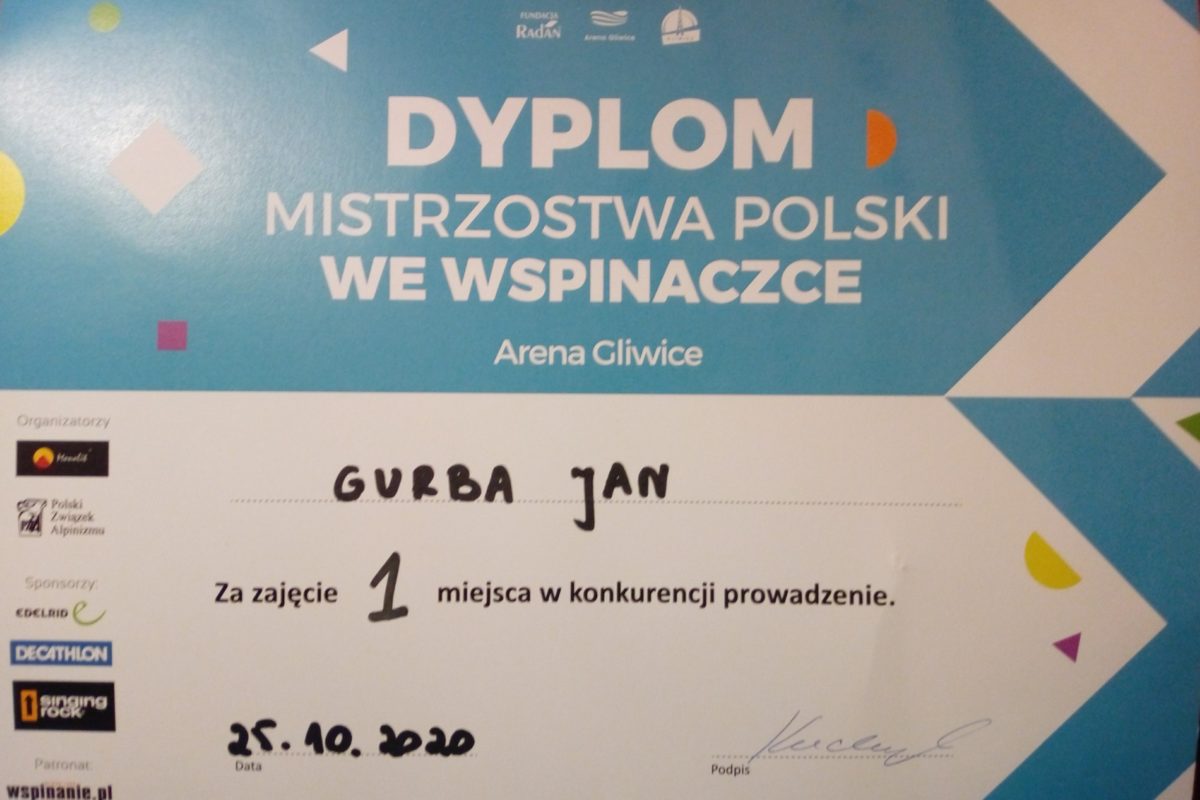 FUNDACJA
RadAń
Arena Gliwice
DYPLOM
MISTRZOSTWA POLSKI
WE WSPINACZCE
Arena Gliwice
Organizatorzy
Polski
Związek
Alpinizmu
Sponsorzy:
EDELRID
DECATHLON
singing
rock
Patronat:
wspinanie.pl
GURBA JAN
Za zajęcie 1 miejsca w konkurencji prowadzenie.
25.10.2020
Data
Podpis